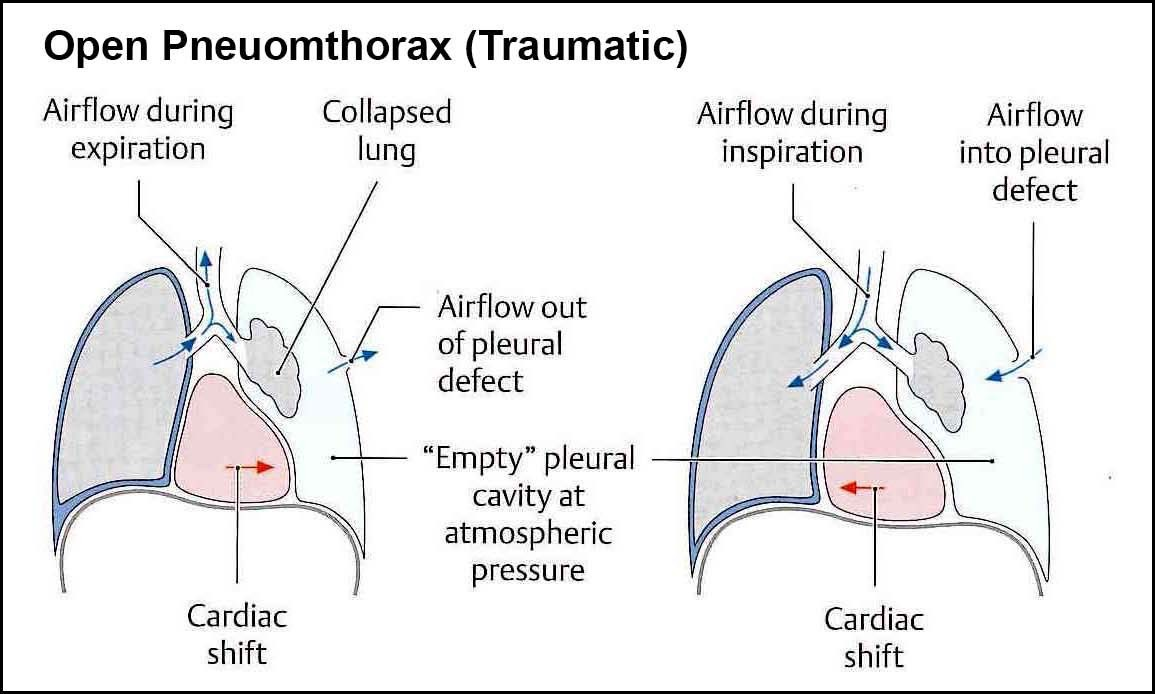 Open Pneuomthorax (Traumatic)
Airflow during
expiration
Collapsed
lung
Airflow out
of pleural
defect
Airflow during
inspiration
Airflow
into pleural
defect
“Empty” pleural
cavity at
atmospheric
pressure
Cardiac
shift
Cardiac
shift